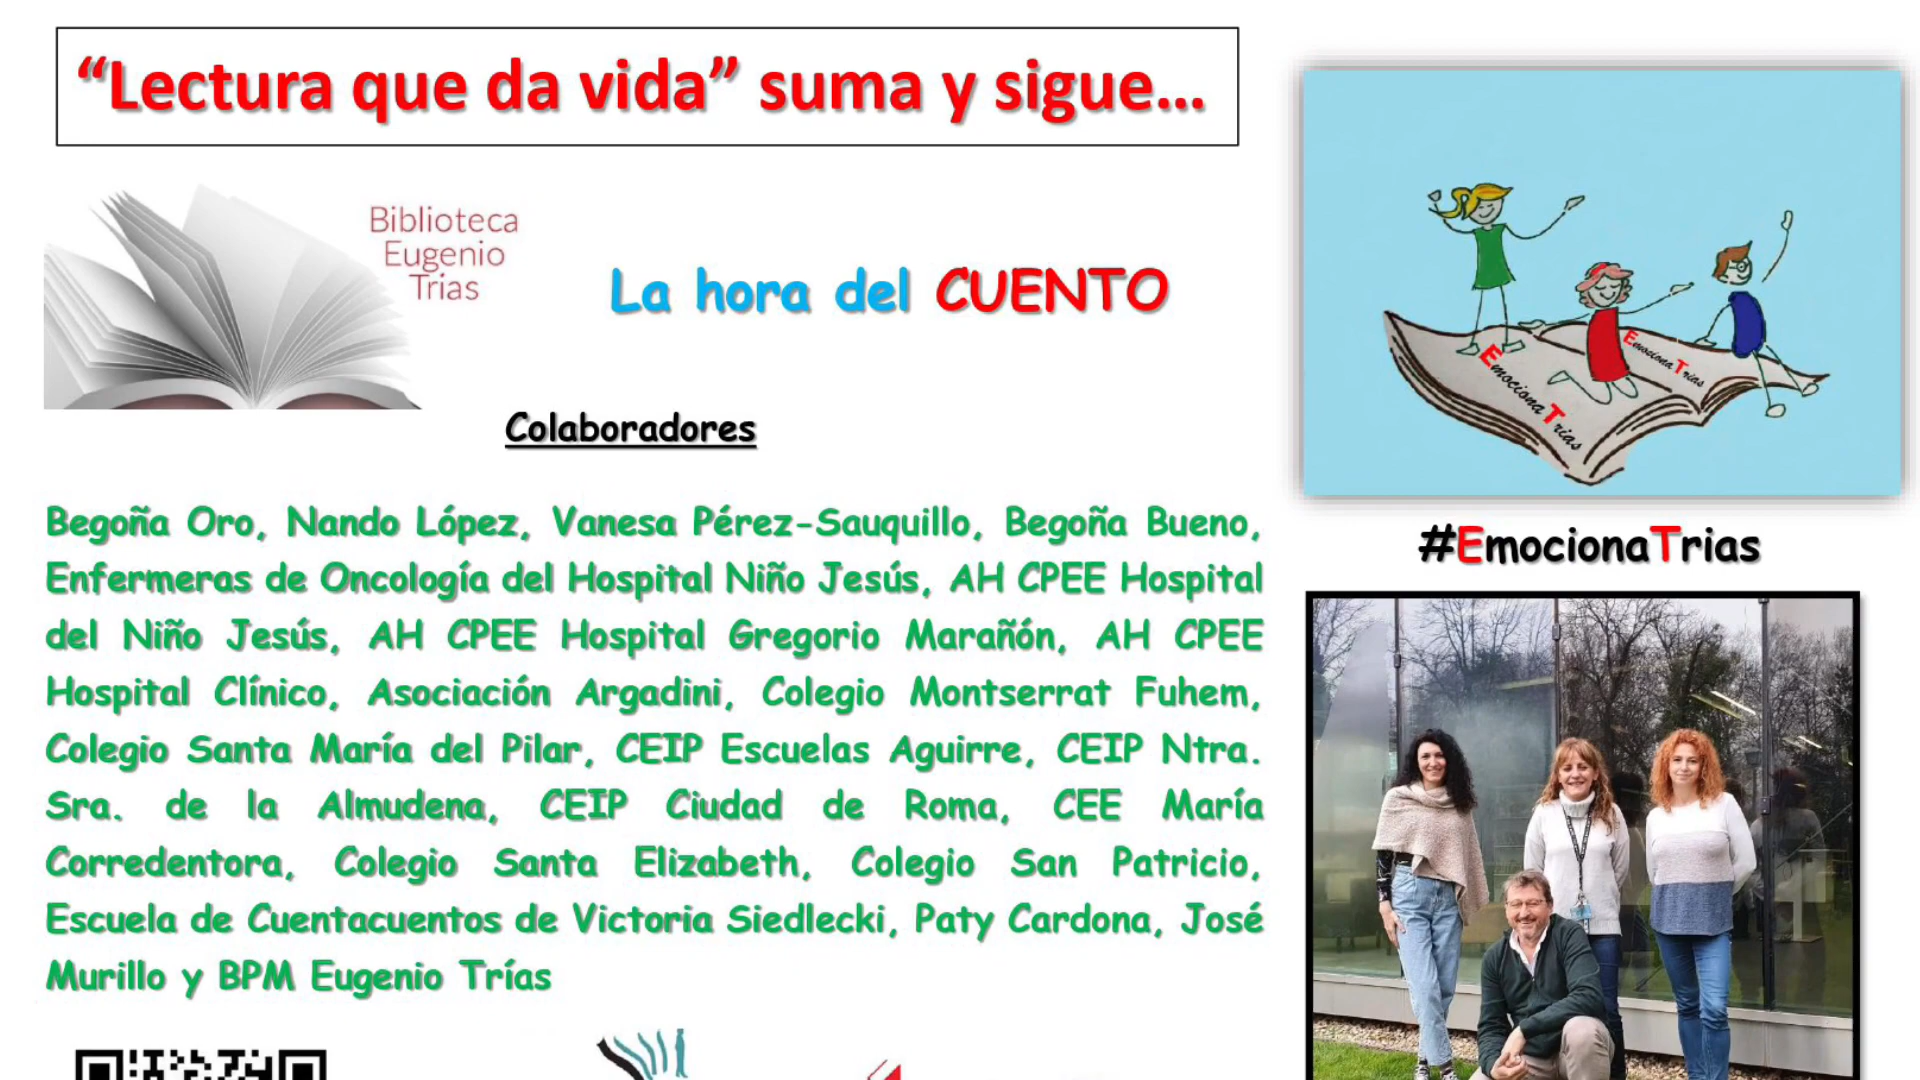 “Lectura que da vida” suma y sigue…
Biblioteca
Eugenio
Trias
La hora del CUENTO
Colaboradores
Begoña Oro, Nando López, Vanesa Pérez-Sauquillo, Begoña Bueno,
Enfermeras de Oncología del Hospital Niño Jesús, AH CPEE Hospital
del Niño Jesús, AH CPEE Hospital Gregorio Marañón, AH CPEE
Hospital Clínico, Asociación Argadini, Colegio Montserrat Fuhem,
Colegio Santa María del Pilar, CEIP Escuelas Aguirre, CEIP Ntra.
Sra. de la Almudena, CEIP Ciudad de Roma, CEE María
Corredentora, Colegio Santa Elizabeth, Colegio San Patricio,
Escuela de Cuentacuentos de Victoria Siedlecki, Paty Cardona, José
Murillo y BPM Eugenio Trías
Emociona Trias
Emociona Trias
#EmocionaTrias